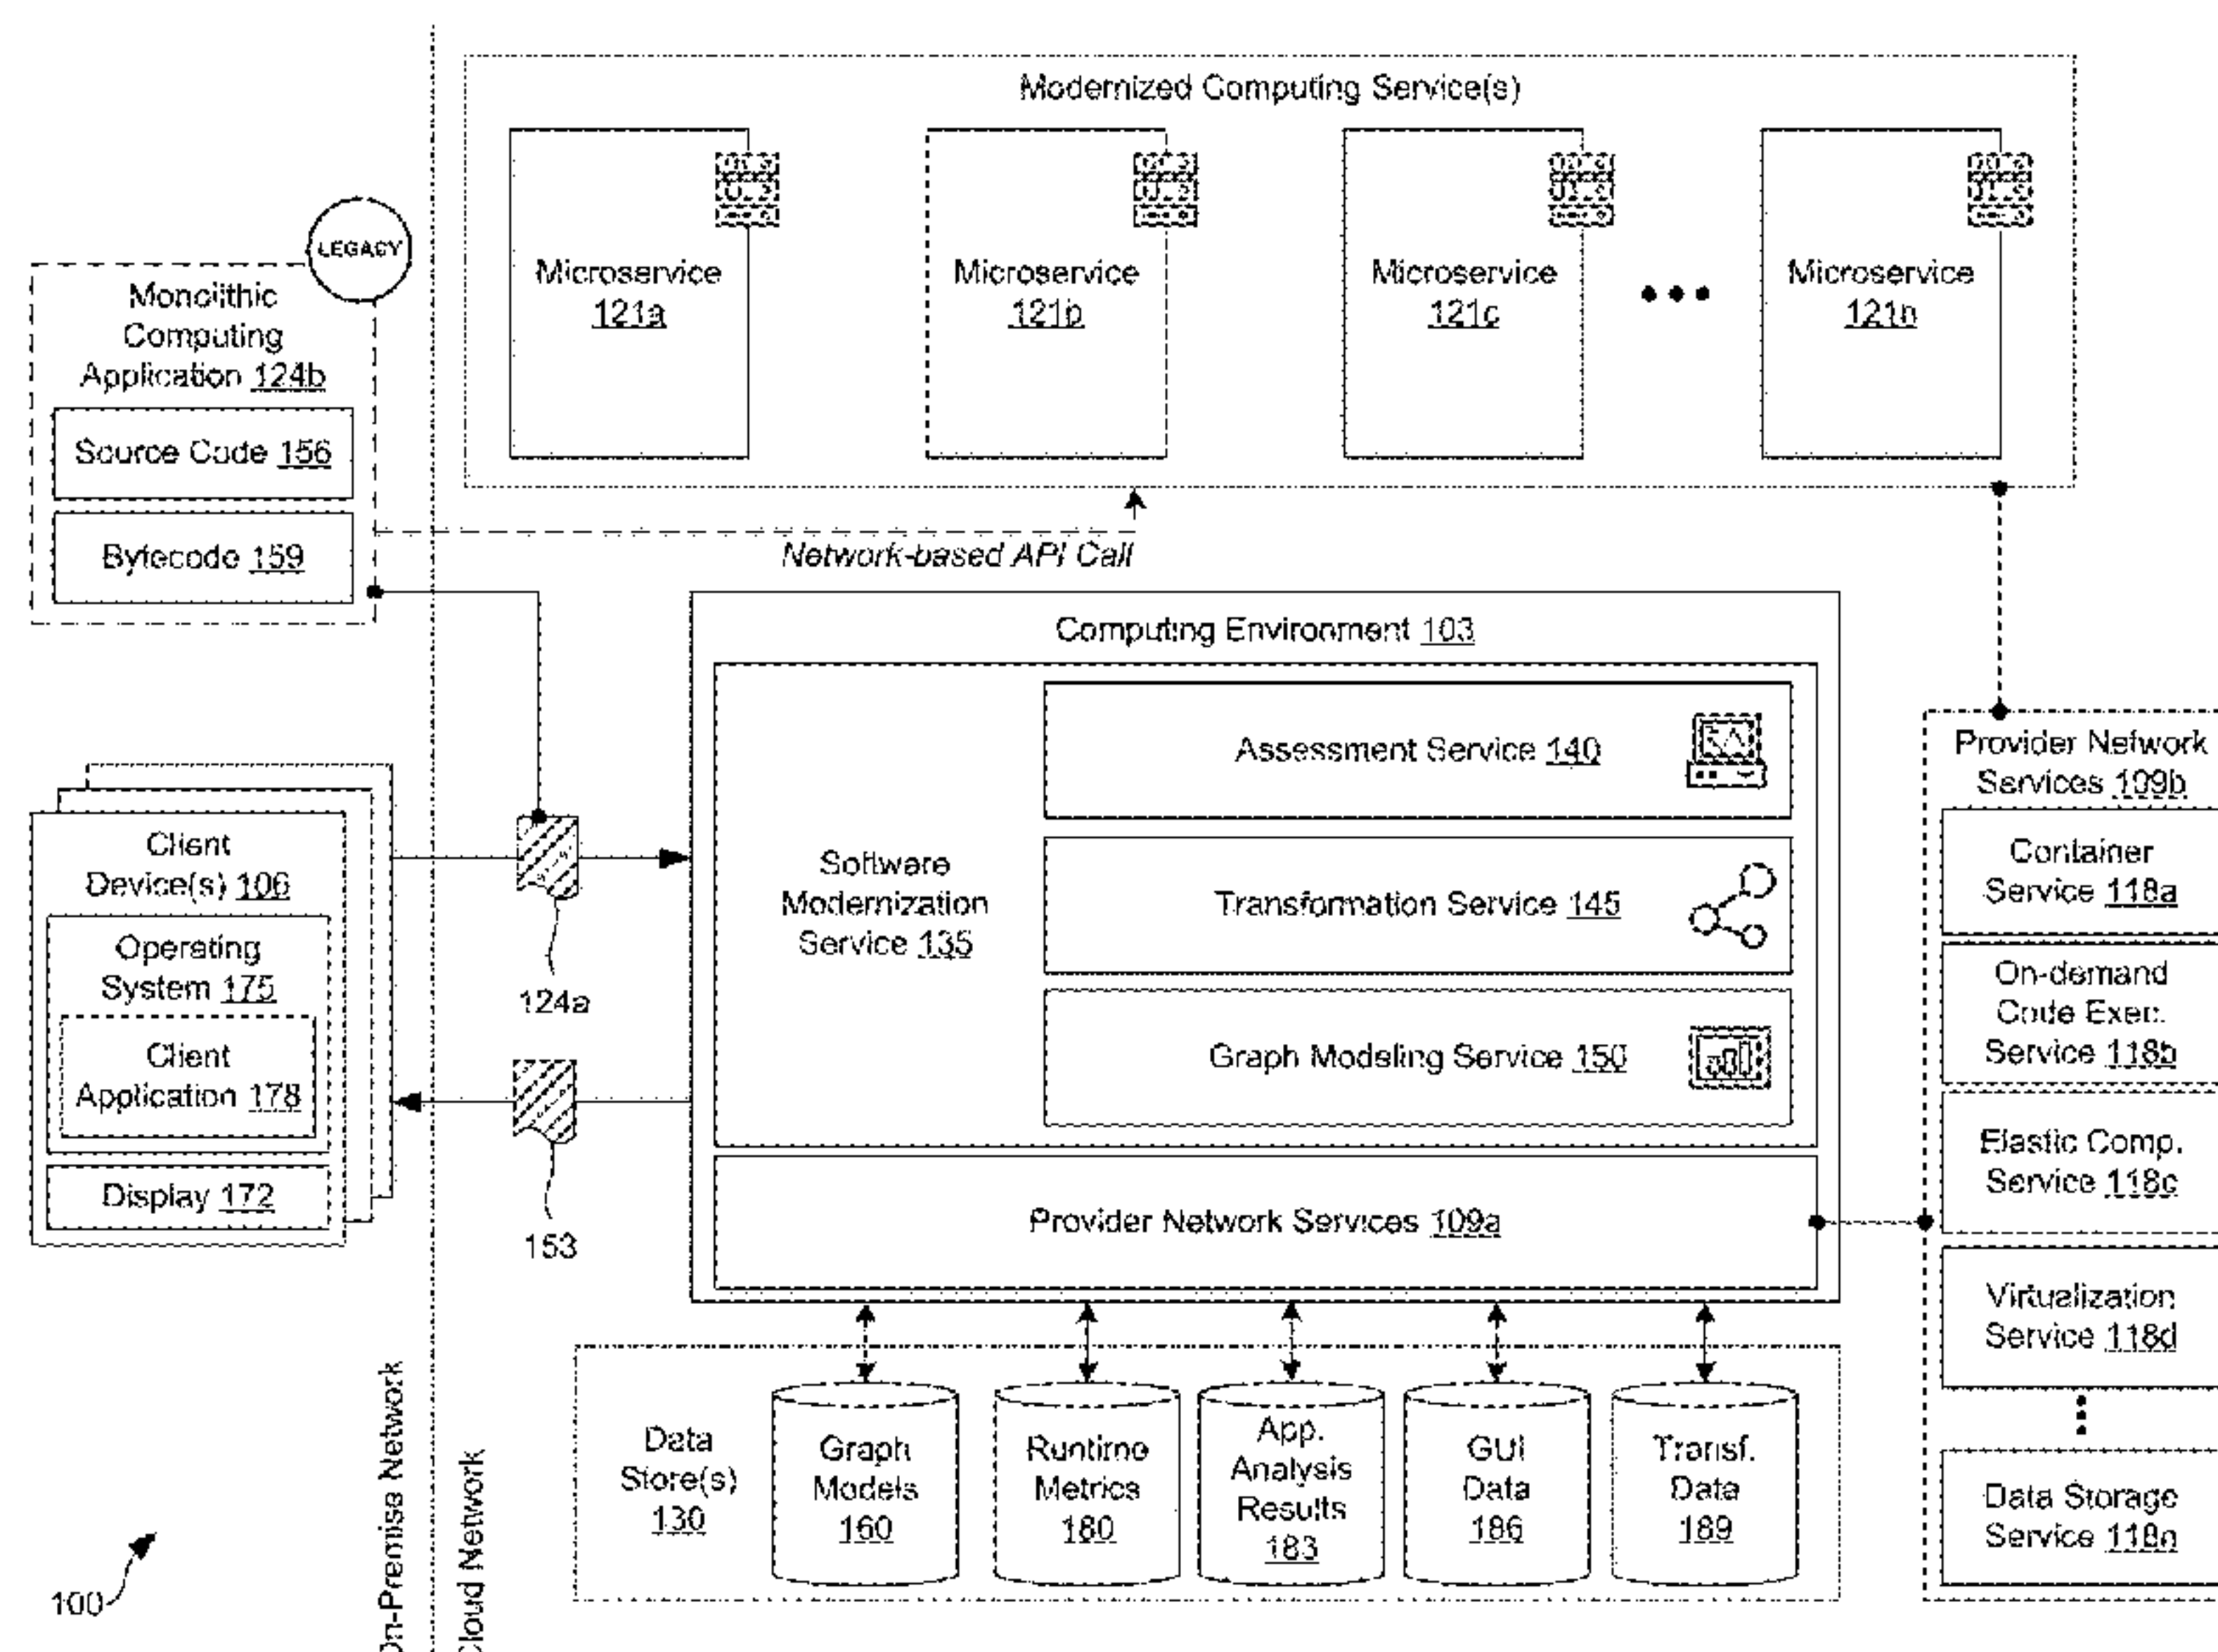 Modernized Computing Service(s)
Microservice
121a
Microservice
121b
Microservice
121c
Microservice
121n
LEGACY
Monolithic
Computing
Application 124b
Source Code 156
Bytecode 159
Network-based API Call
Computing Environment 103
Software
Modernization
Service 135
Assessment Service 140
Transformation Service 145
Graph Modeling Service 150
Provider Network Services 109a
Client
Device(s) 106
Operating
System 175
Client
Application 178
Display 172
124a
153
Provider Network
Services 109b
Container
Service 118a
On-demand
Code Exec.
Service 118b
Elastic Comp.
Service 118c
Virtualization
Service 118d
Data Storage
Service 118n
Data
Store(s)
130
Graph
Models
160
Runtime
Metrics
180
App.
Analysis
Results
183
GUI
Data
186
Transf.
Data
189
On-Premise Network
Cloud Network
100